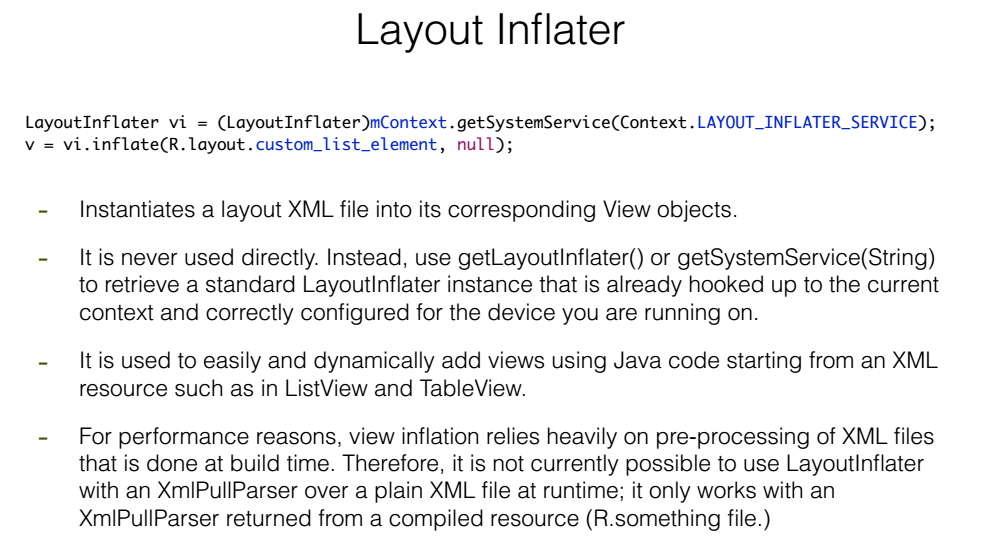 Layout Inflater
LayoutInflater vi = (LayoutInflater)mContext.getSystemService(Context.LAYOUT_INFLATER_SERVICE);
v = vi.inflate(R.layout.custom_list_element, null);
- Instantiates a layout XML file into its corresponding View objects.
- It is never used directly. Instead, use getLayoutInflater() or getSystemService(String)
to retrieve a standard LayoutInflater instance that is already hooked up to the current
context and correctly configured for the device you are running on.
- It is used to easily and dynamically add views using Java code starting from an XML
resource such as in ListView and TableView.
- For performance reasons, view inflation relies heavily on pre-processing of XML files
that is done at build time. Therefore, it is not currently possible to use LayoutInflater
with an XmlPullParser over a plain XML file at runtime; it only works with an
XmlPullParser returned from a compiled resource (R.something file.)